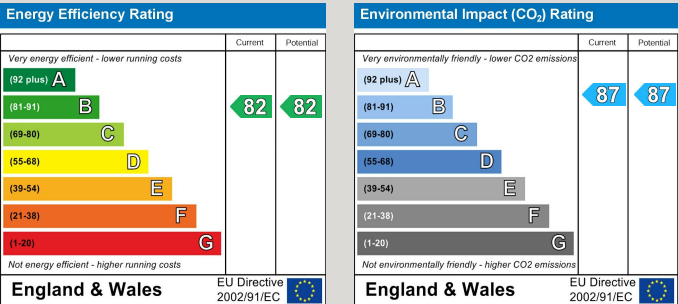 Energy Efficiency Rating
Current Potential
Very energy efficient - lower running costs
(92 plus) A
(81-91) B
82 82
(69-80) C
(55-68) D
(39-54) E
(21-38) F
(1-20) G
Not energy efficient - higher running costs
England & Wales
EU Directive
2002/91/EC
Environmental Impact (CO₂) Rating
Current Potential
Very environmentally friendly - lower CO2 emissions
(92 plus) A
(81-91) B
87 87
(69-80) C
(55-68) D
(39-54) E
(21-38) F
(1-20) G
Not environmentally friendly - higher CO2 emissions
England & Wales
EU Directive
2002/91/EC